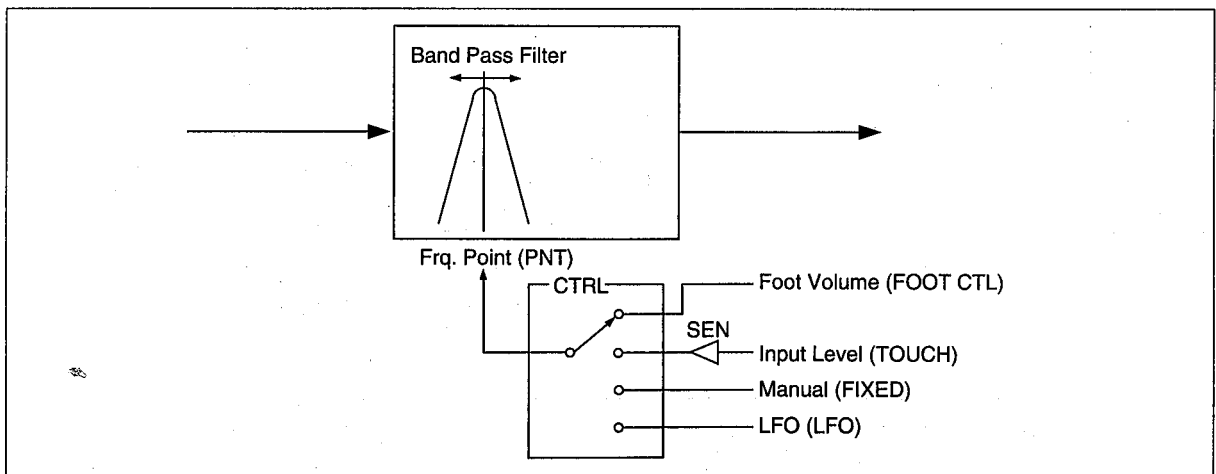 Band Pass Filter
Frq. Point (PNT)
CTRL
Foot Volume (FOOT CTL)
SEN
Input Level (TOUCH)
Manual (FIXED)
LFO (LFO)